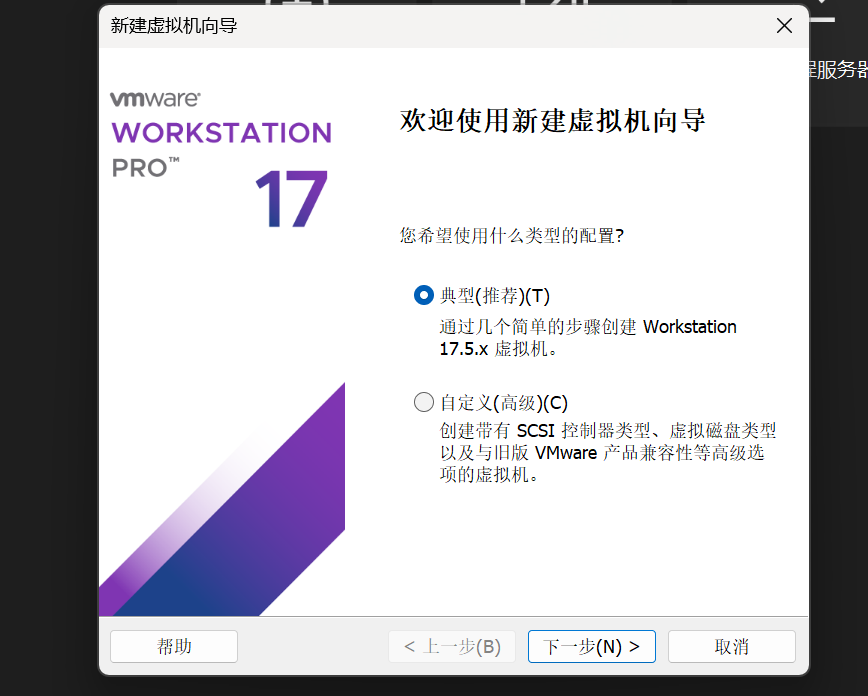 新建虚拟机向导
程服务器
vmware®
WORKSTATION
PRO™
17
欢迎使用新建虚拟机向导
您希望使用什么类型的配置?
典型(推荐)(T)
通过几个简单的步骤创建 Workstation
17.5.x 虚拟机。
自定义(高级)(C)
创建带有 SCSI 控制器类型、虚拟磁盘类型
以及与旧版 VMware 产品兼容性等高级选
项的虚拟机。
帮助
< 上一步(B)
下一步(N) >
取消